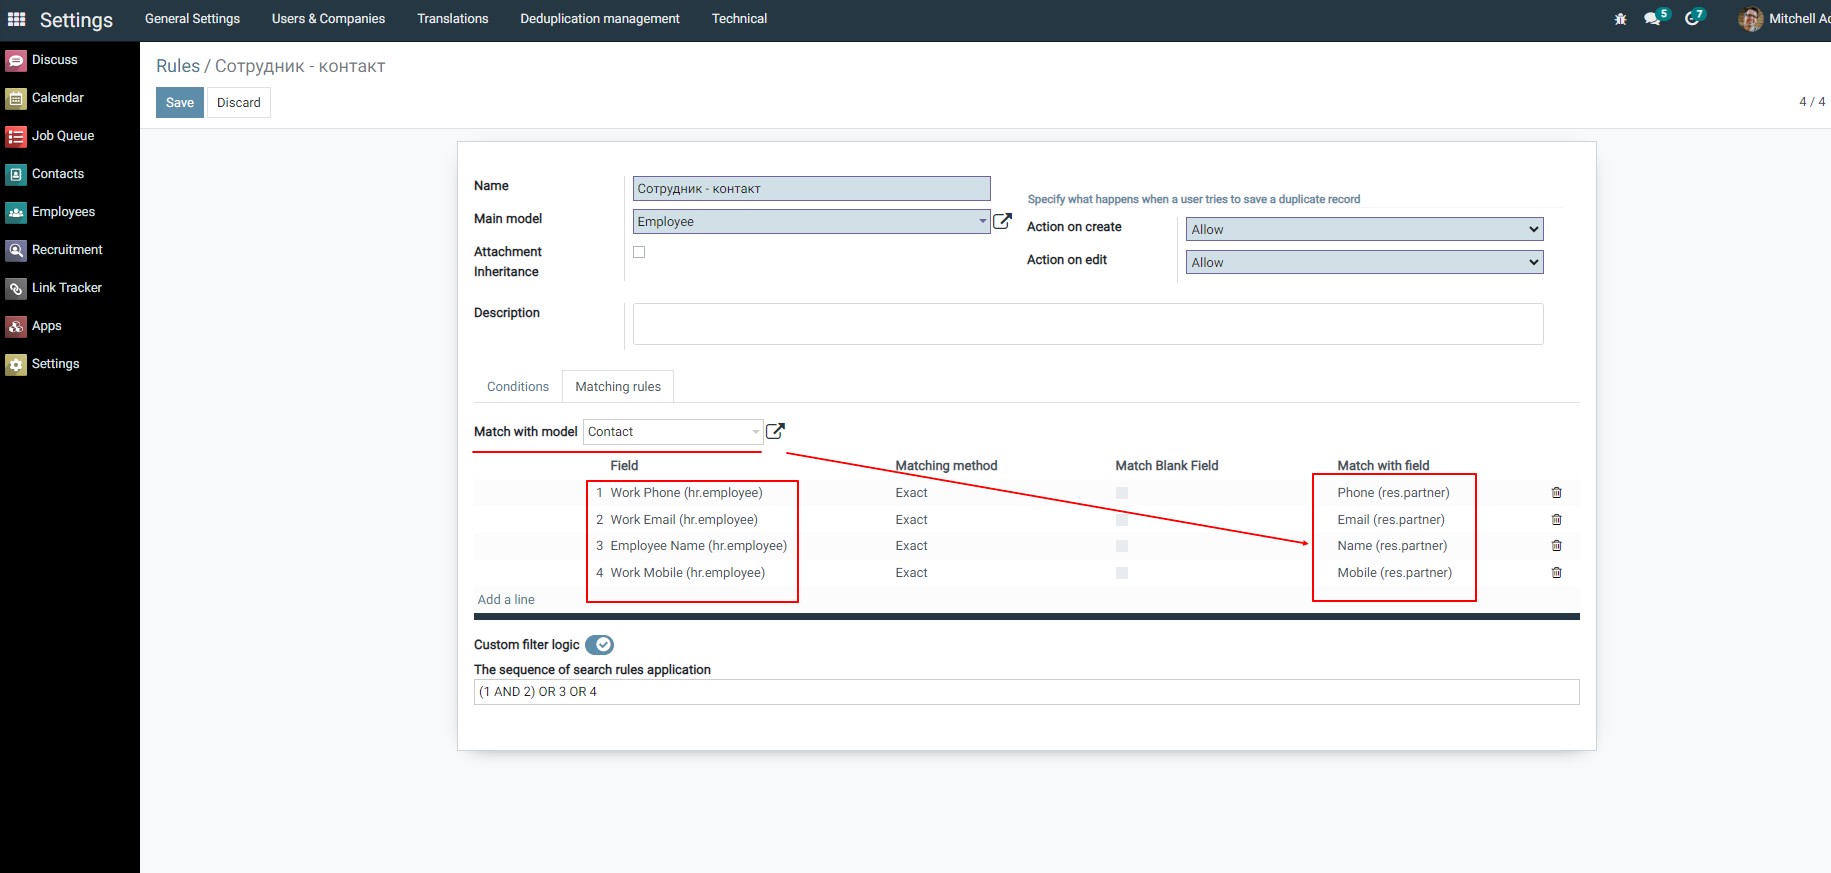 Settings
General Settings
Users & Companies
Translations
Deduplication management
Technical
5
7
Mitchell
Discuss
Calendar
Job Queue
Contacts
Employees
Recruitment
Link Tracker
Apps
Settings
Rules / Сотрудник - контакт
Save
Discard
4 / 4
Name
Сотрудник - контакт
Main model
Employee
Attachment
Inheritance
Specify what happens when a user tries to save a duplicate record
Action on create
Allow
Action on edit
Allow
Description
Conditions
Matching rules
Match with model
Contact
Field
Matching method
Match Blank Field
Match with field
1 Work Phone (hr.employee)
Exact
Phone (res.partner)
2 Work Email (hr.employee)
Exact
Email (res.partner)
3 Employee Name (hr.employee)
Exact
Name (res.partner)
4 Work Mobile (hr.employee)
Exact
Mobile (res.partner)
Add a line
Custom filter logic
The sequence of search rules application
(1 AND 2) OR 3 OR 4